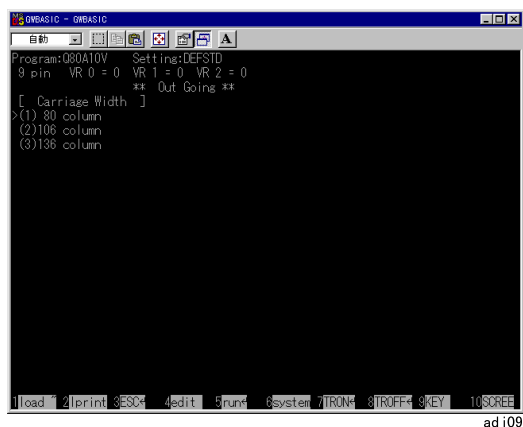 GWBASIC - GWBASIC
自動
A
Program:Q80A10V Setting:DEFSTD
9 pin VR 0 = 0 VR 1 = 0 VR 2 = 0
** Out Going **
[ Carriage Width ]
>(1) 80 column
(2)106 column
(3)136 column
1load " 2lprint 3ESC← 4edit 5run← 6system 7TRON← 8TROFF← 9KEY 10SCREE
adi09